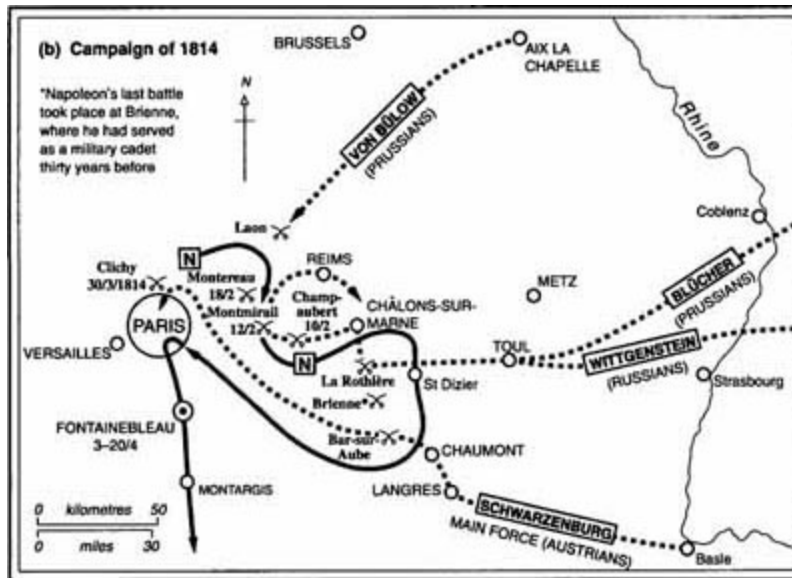 (b) Campaign of 1814
*Napoleon's last battle
took place at Brienne,
where he had served
as a military cadet
thirty years before
N
BRUSSELS
AIX LA
CHAPELLE
VON BÜLOW
(PRUSSIANS)
Rhine
Coblenz
Laon
N
Clichy
30/3/1814
Montereau
18/2
REIMS
METZ
BLÜCHER
(PRUSSIANS)
Montmirail
12/2
Champ-
aubert
10/2
CHÂLONS-SUR-
MARNE
PARIS
VERSAILLES
N
TOUL
WITTGENSTEIN
(RUSSIANS)
La Rothière
St Dizier
Strasbourg
Brienne*
FONTAINEBLEAU
3–20/4
Bar-sur-
Aube
CHAUMONT
MONTARGIS
LANGRES
SCHWARZENBURG
MAIN FORCE (AUSTRIANS)
Basle
0 kilometres 50
0 miles 30